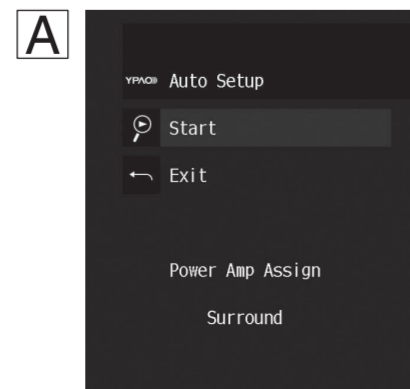 A
YPAO Auto Setup
Start
Exit
Power Amp Assign
Surround